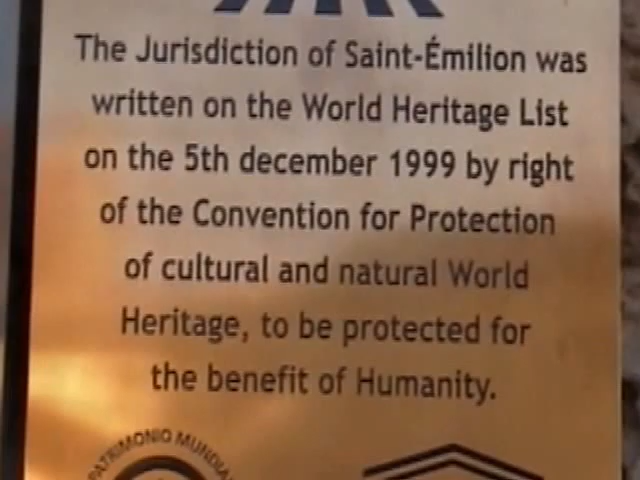 The Jurisdiction of Saint-Émilion was
written on the World Heritage List
on the 5th december 1999 by right
of the Convention for Protection
of cultural and natural World
Heritage, to be protected for
the benefit of Humanity.
PATRIMONIO MUNDIA